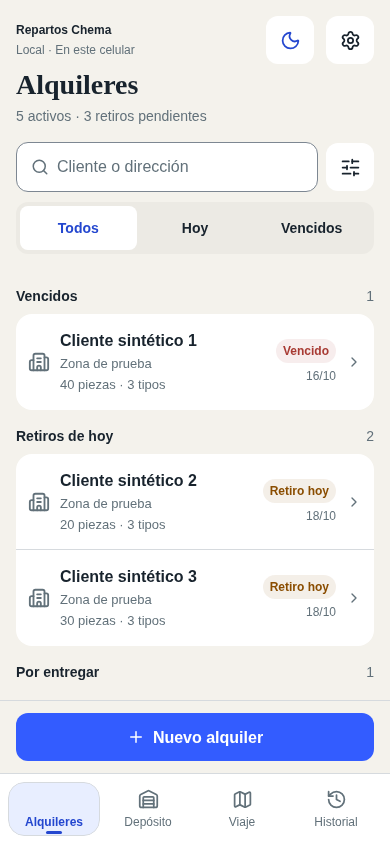 Repartos Chema
Local · En este celular
Alquileres
5 activos · 3 retiros pendientes
Cliente o dirección
Todos Hoy Vencidos
Vencidos 1
Cliente sintético 1
Vencido
Zona de prueba
16/10
40 piezas · 3 tipos
Retiros de hoy 2
Cliente sintético 2
Retiro hoy
Zona de prueba
18/10
20 piezas · 3 tipos
Cliente sintético 3
Retiro hoy
Zona de prueba
18/10
30 piezas · 3 tipos
Por entregar 1
Nuevo alquiler
Alquileres Depósito Viaje Historial